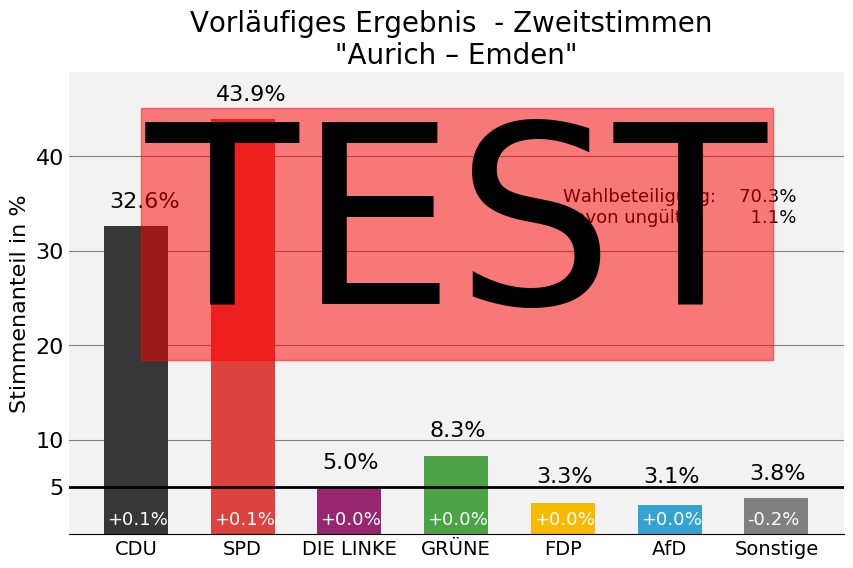 Vorläufiges Ergebnis - Zweitstimmen
"Aurich – Emden"
Stimmenanteil in %
40
30
20
10
5
32.6%
43.9%
5.0%
8.3%
3.3%
3.1%
3.8%
TEST
Wahlbeteiligung: 70.3%
1.1%
+0.1%
+0.1%
+0.0%
+0.0%
+0.0%
+0.0%
-0.2%
CDU
SPD
DIE LINKE
GRÜNE
FDP
AfD
Sonstige